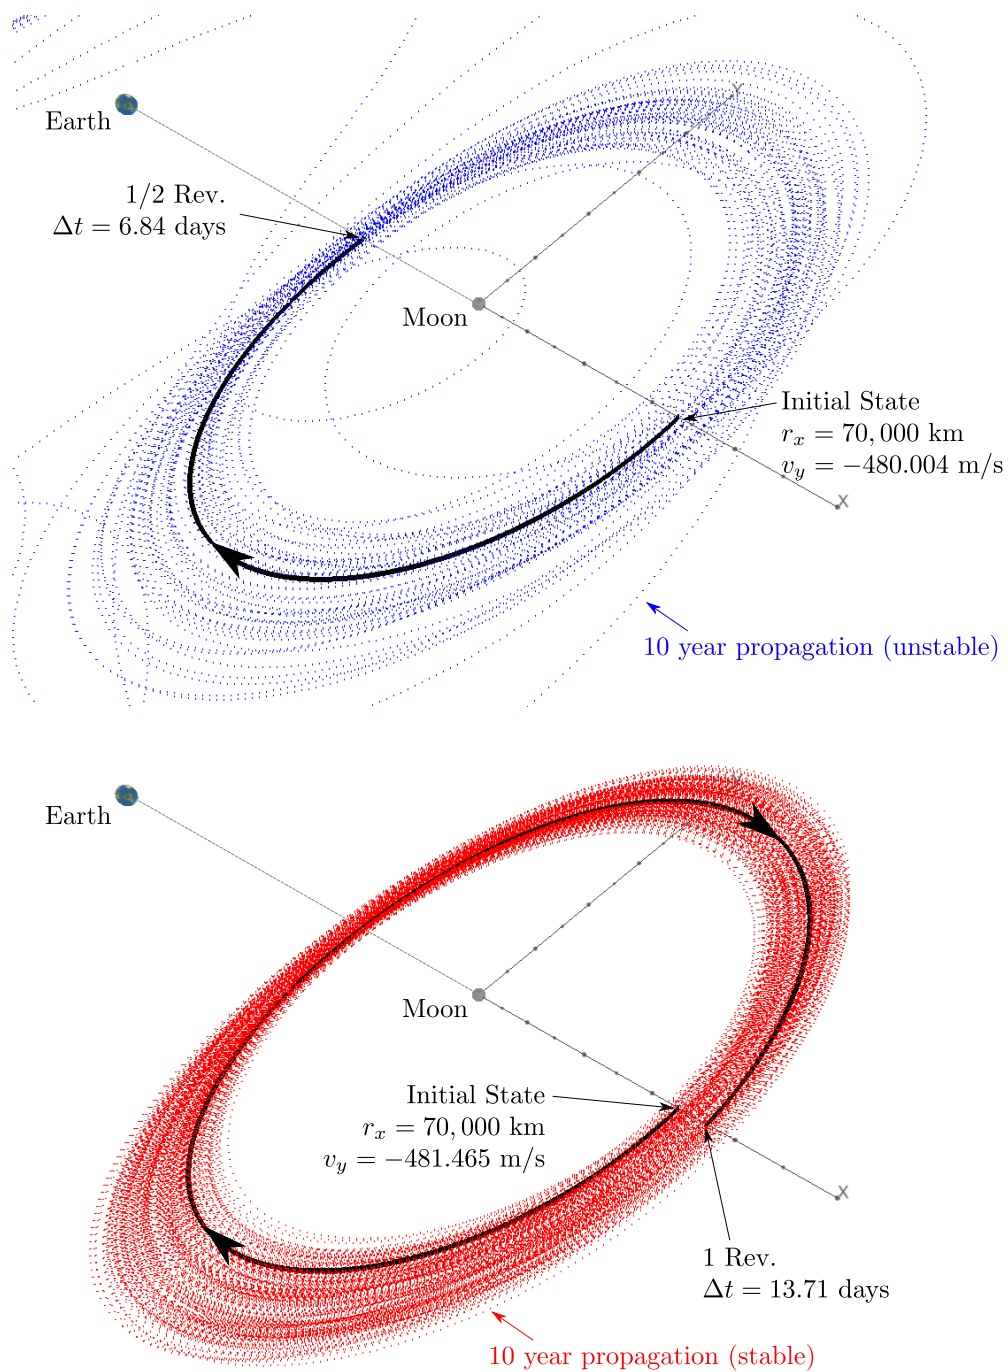 Y
Earth
1/2 Rev.
Δt = 6.84 days
Moon
Initial State
r_x = 70,000 km
v_y = −480.004 m/s
X
10 year propagation (unstable)
Y
Earth
Moon
Initial State
r_x = 70,000 km
v_y = −481.465 m/s
X
1 Rev.
Δt = 13.71 days
10 year propagation (stable)